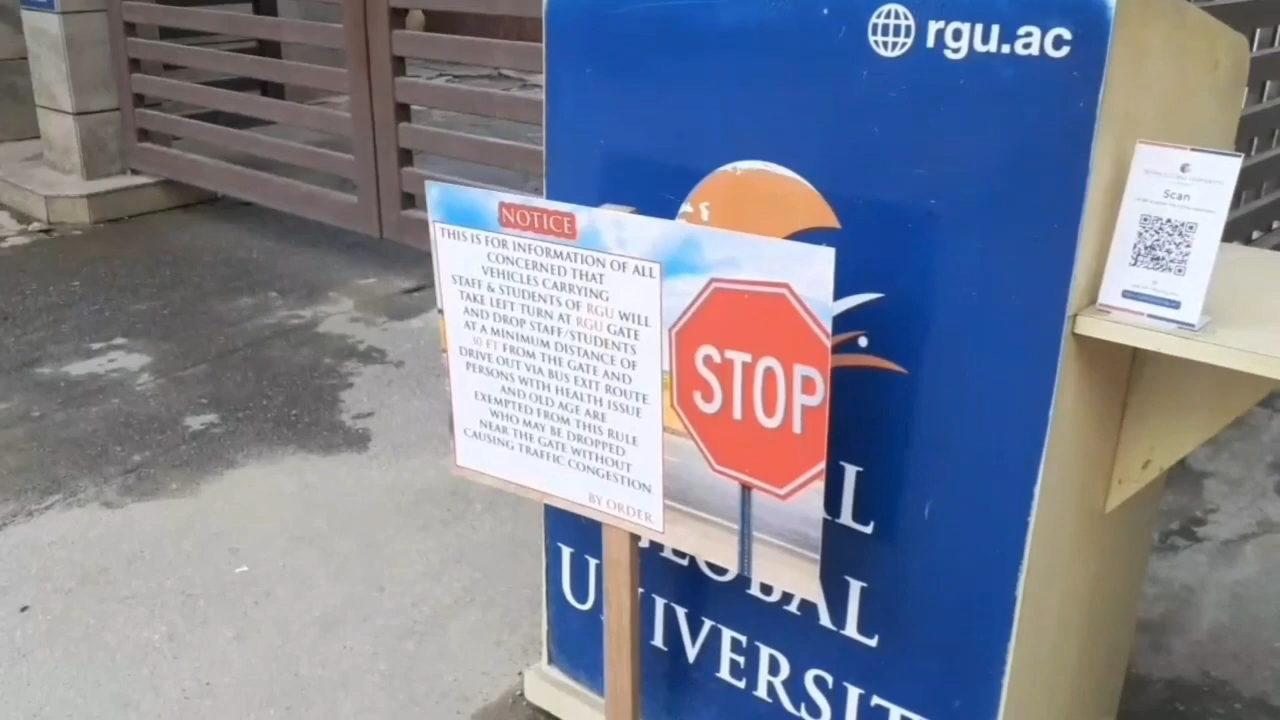 rgu.ac
NOTICE
THIS IS FOR INFORMATION OF ALL
CONCERNED THAT
VEHICLES CARRYING
STAFF & STUDENTS OF RGU WILL
TAKE LEFT TURN AT RGU GATE
AND DROP STAFF/STUDENTS
AT A MINIMUM DISTANCE OF
30 FT FROM THE GATE AND
DRIVE OUT VIA BUS EXIT ROUTE.
PERSONS WITH HEALTH ISSUE
AND OLD AGE ARE
EXEMPTED FROM THIS RULE
WHO MAY BE DROPPED
NEAR THE GATE WITHOUT
CAUSING TRAFFIC CONGESTION.
BY ORDER.
STOP
AL
GLOBAL
UNIVERSIT
Scan